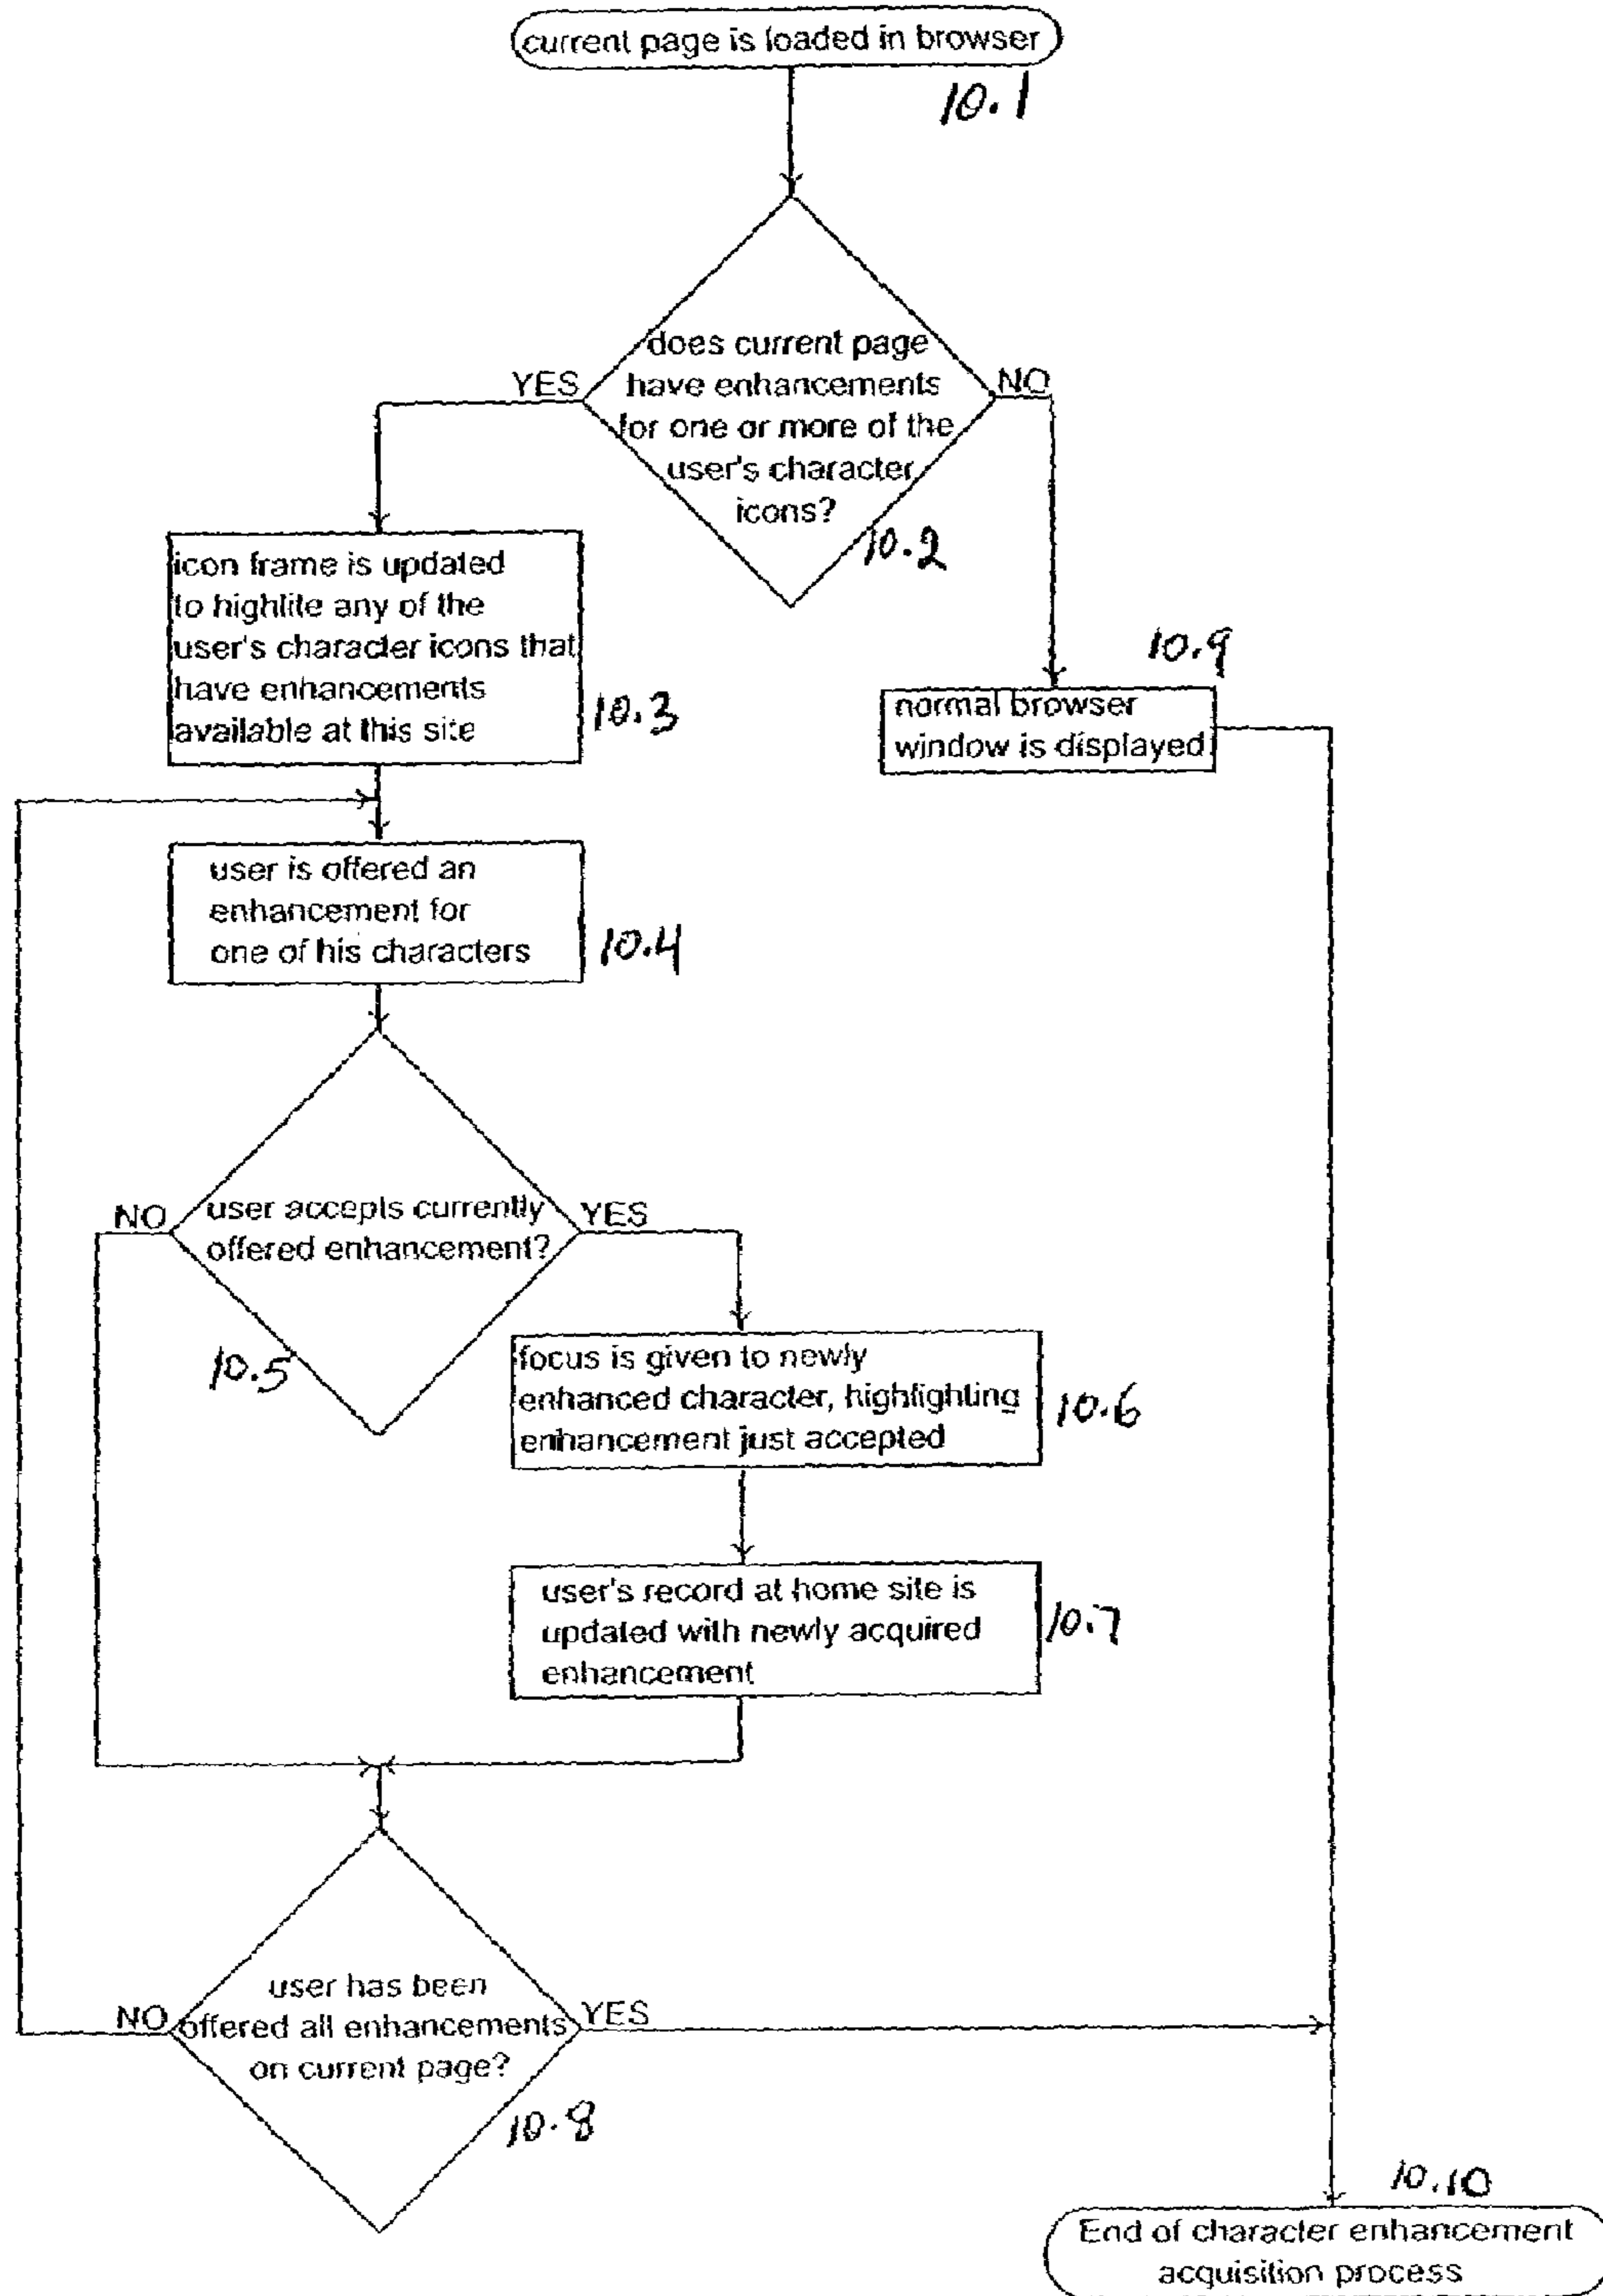 current page is loaded in browser
10.1
does current page
have enhancements
for one or more of the
user's character
icons?
YES
NO
10.2
icon frame is updated
to highlite any of the
user's character icons that
have enhancements
available at this site
10.3
10.9
normal browser
window is displayed
user is offered an
enhancement for
one of his characters
10.4
NO
user accepts currently
offered enhancement?
YES
10.5
focus is given to newly
enhanced character, highlighting
enhancement just accepted
10.6
user's record at home site is
updated with newly acquired
enhancement
10.7
NO
user has been
offered all enhancements
on current page?
YES
10.8
10.10
End of character enhancement
acquisition process